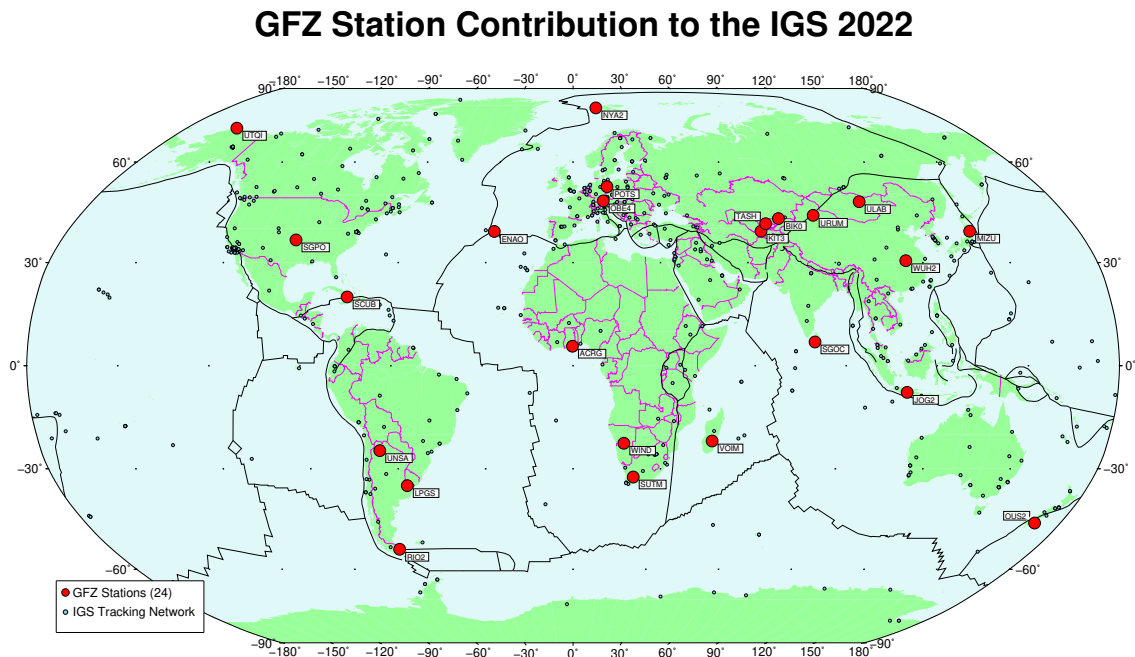 GFZ Station Contribution to the IGS 2022
−180˚ −150˚ −120˚ −90˚ −60˚ −30˚ 0˚ 30˚ 60˚ 90˚ 120˚ 150˚ 180˚
90˚ 90˚
NYA2
UTQI
60˚ 60˚
POTS
OBE4
ULAB
TASH
BIK0
URUM
KIT3
ENAO
MIZU
SGPO
30˚ 30˚
WUH2
SCUB
SGOC
ACRG
0˚ 0˚
JOG2
WIND
VOIM
UNSA
−30˚ −30˚
SUTM
LPGS
OUS2
RIO2
−60˚ −60˚
GFZ Stations (24)
IGS Tracking Network
−90˚ −90˚
−180˚ −150˚ −120˚ −90˚ −60˚ −30˚ 0˚ 30˚ 60˚ 90˚ 120˚ 150˚ 180˚